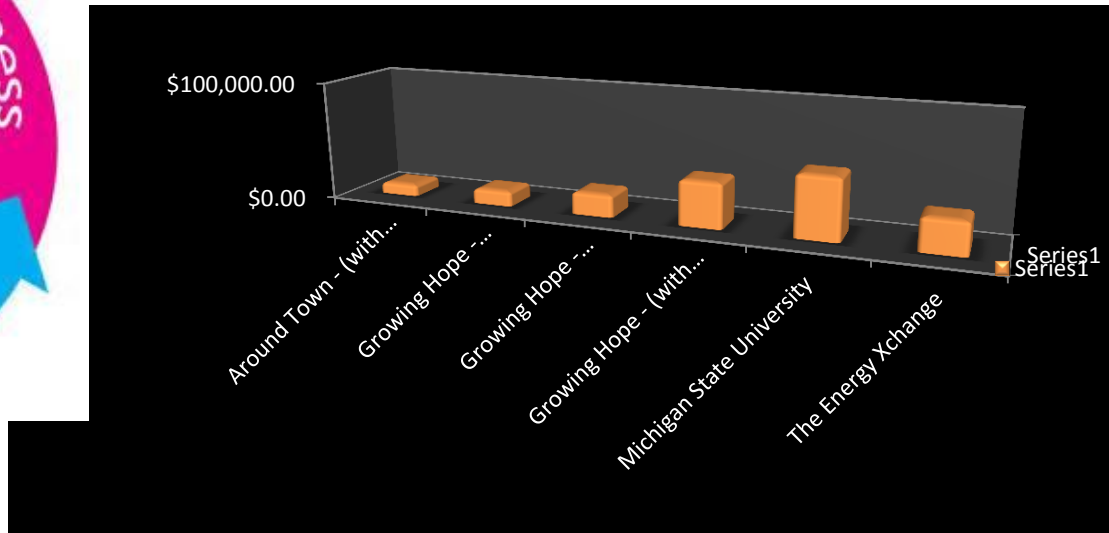 $100,000.00
$0.00
Around Town - (with...
Growing Hope -...
Growing Hope -...
Growing Hope - (with...
Michigan State University
The Energy Xchange
Series1
Series1